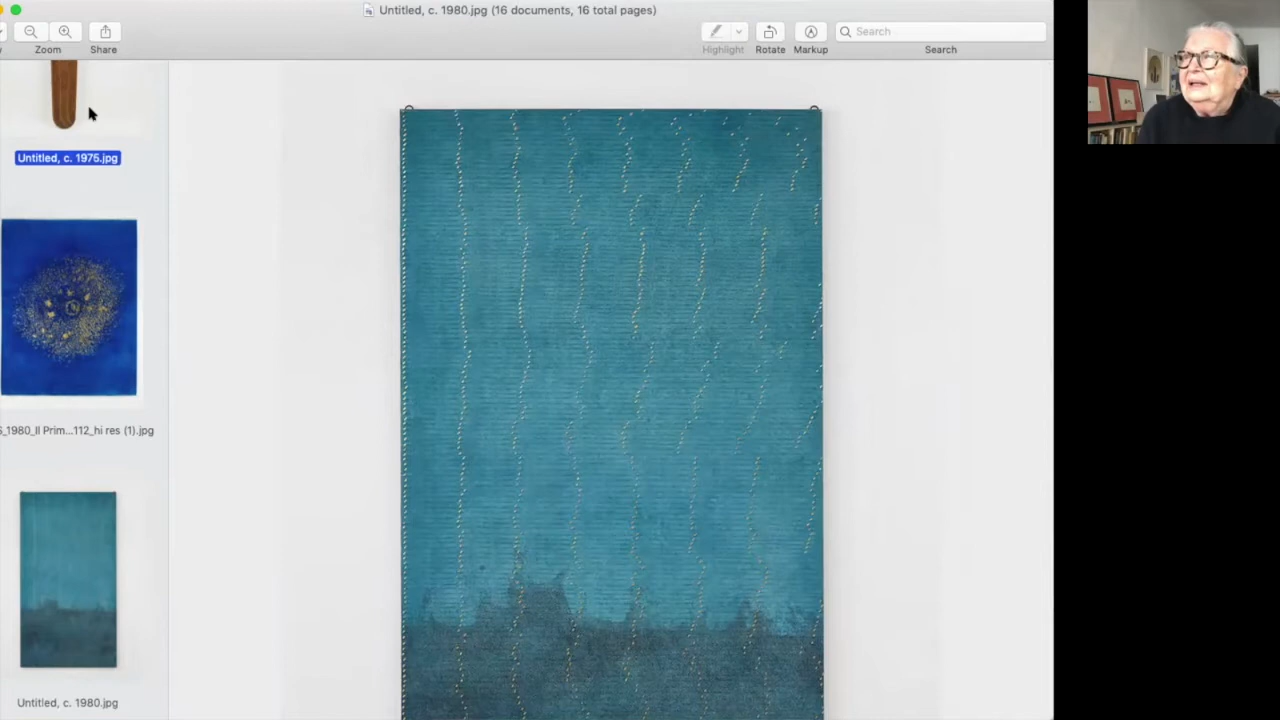 Untitled, c. 1980.jpg (16 documents, 16 total pages)
Zoom
Share
Highlight
Rotate
Markup
Search
Search
Untitled, c. 1975.jpg
_1980_II Prim...112_hi res (1).jpg
Untitled, c. 1980.jpg